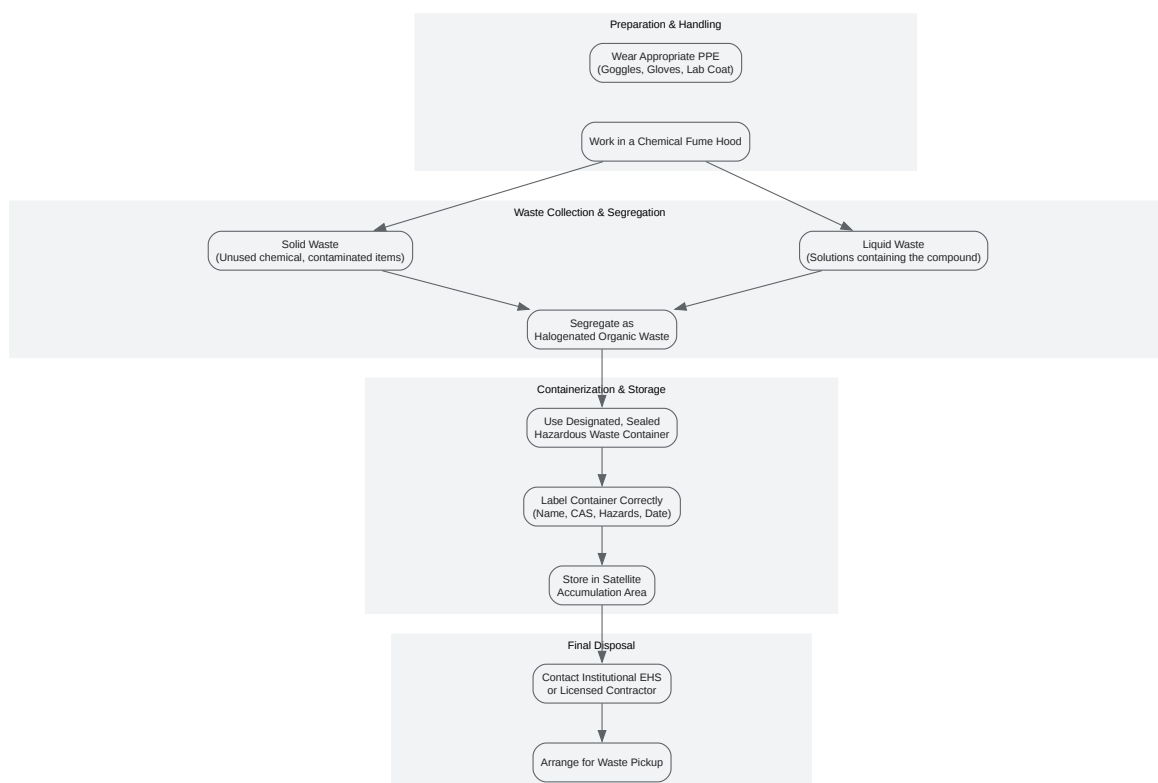 Preparation & Handling
Wear Appropriate PPE
(Goggles, Gloves, Lab Coat)
Work in a Chemical Fume Hood
Waste Collection & Segregation
Solid Waste
(Unused chemical, contaminated items)
Liquid Waste
(Solutions containing the compound)
Segregate as
Halogenated Organic Waste
Containerization & Storage
Use Designated, Sealed
Hazardous Waste Container
Label Container Correctly
(Name, CAS, Hazards, Date)
Store in Satellite
Accumulation Area
Final Disposal
Contact Institutional EHS
or Licensed Contractor
Arrange for Waste Pickup